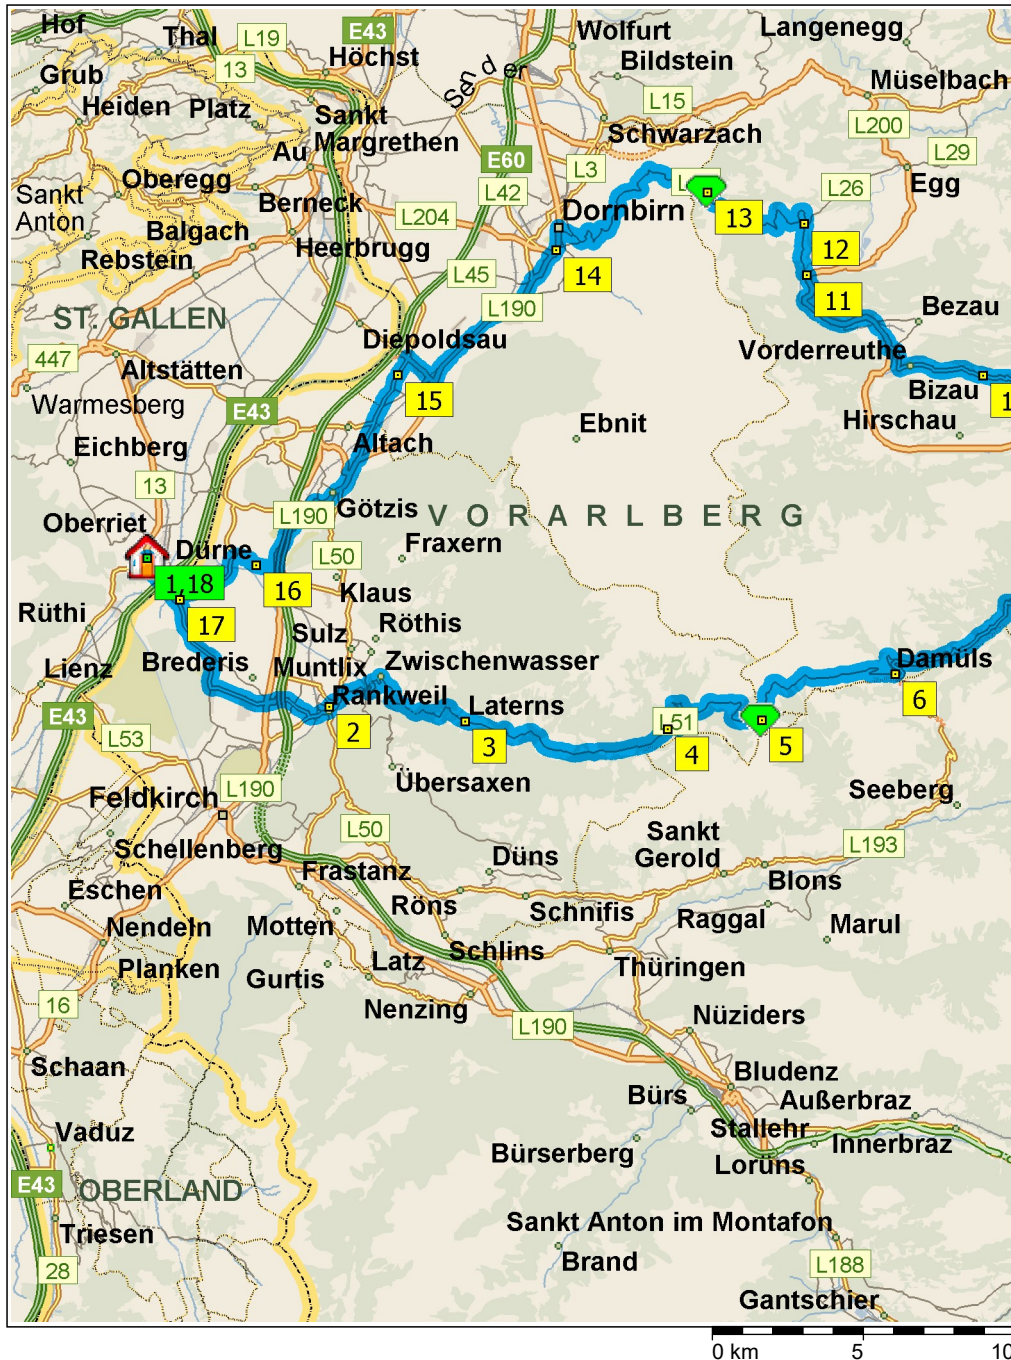 Hof
Thal
L19
E43
Wolfurt
Langenegg
13
Höchst
Bildstein
Grub
Sender
Müselbach
Heiden
Platz
Sankt
Margrethen
L15
Schwarzach
L200
Au
E60
L3
L29
Oberegg
L42
L26
Egg
Sankt
Anton
Berneck
L204
Dornbirn
13
Balgach
Heerbrugg
12
Rebstein
14
L45
11
L190
Bezau
ST. GALLEN
Diepoldsau
447
Vorderreuthe
Altstätten
15
Bizau
1
Warmesberg
E43
Hirschau
Ebnit
Eichberg
Altach
13
Götzis
L190
VORARLBERG
Oberriet
Dürne
L50
Fraxern
1,18
16
Klaus
Rüthi
17
Sulz
Röthis
Lienz
Brederis
Muntlix
Zwischenwasser
Damüls
Rankweil
Laterns
6
E43
2
3
L51
4
5
L53
Übersaxen
L190
Seeberg
Feldkirch
L50
Sankt
Gerold
L193
Schellenberg
Düns
Frastanz
Blons
Eschen
Röns
Schnifis
Raggal
Marul
Motten
Nendeln
Schlins
Planken
Latz
Thüringen
Gurtis
16
Nenzing
L190
Nüziders
Schaan
Bludenz
Bürs
Außerbraz
Vaduz
Stallehr
Innerbraz
Bürserberg
Lorüns
E43
OBERLAND
Triesen
Sankt Anton im Montafon
Brand
28
L188
Gantschier
0 km
5
10